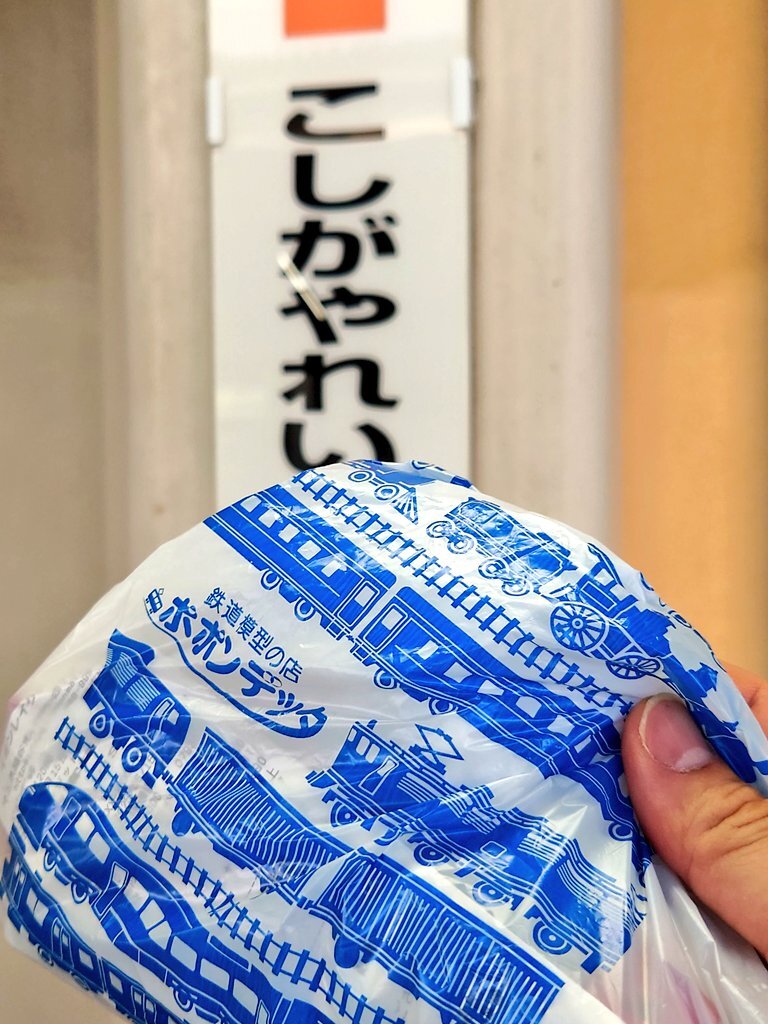 こしがやれい
鉄道模型の店
ポポンデッタ